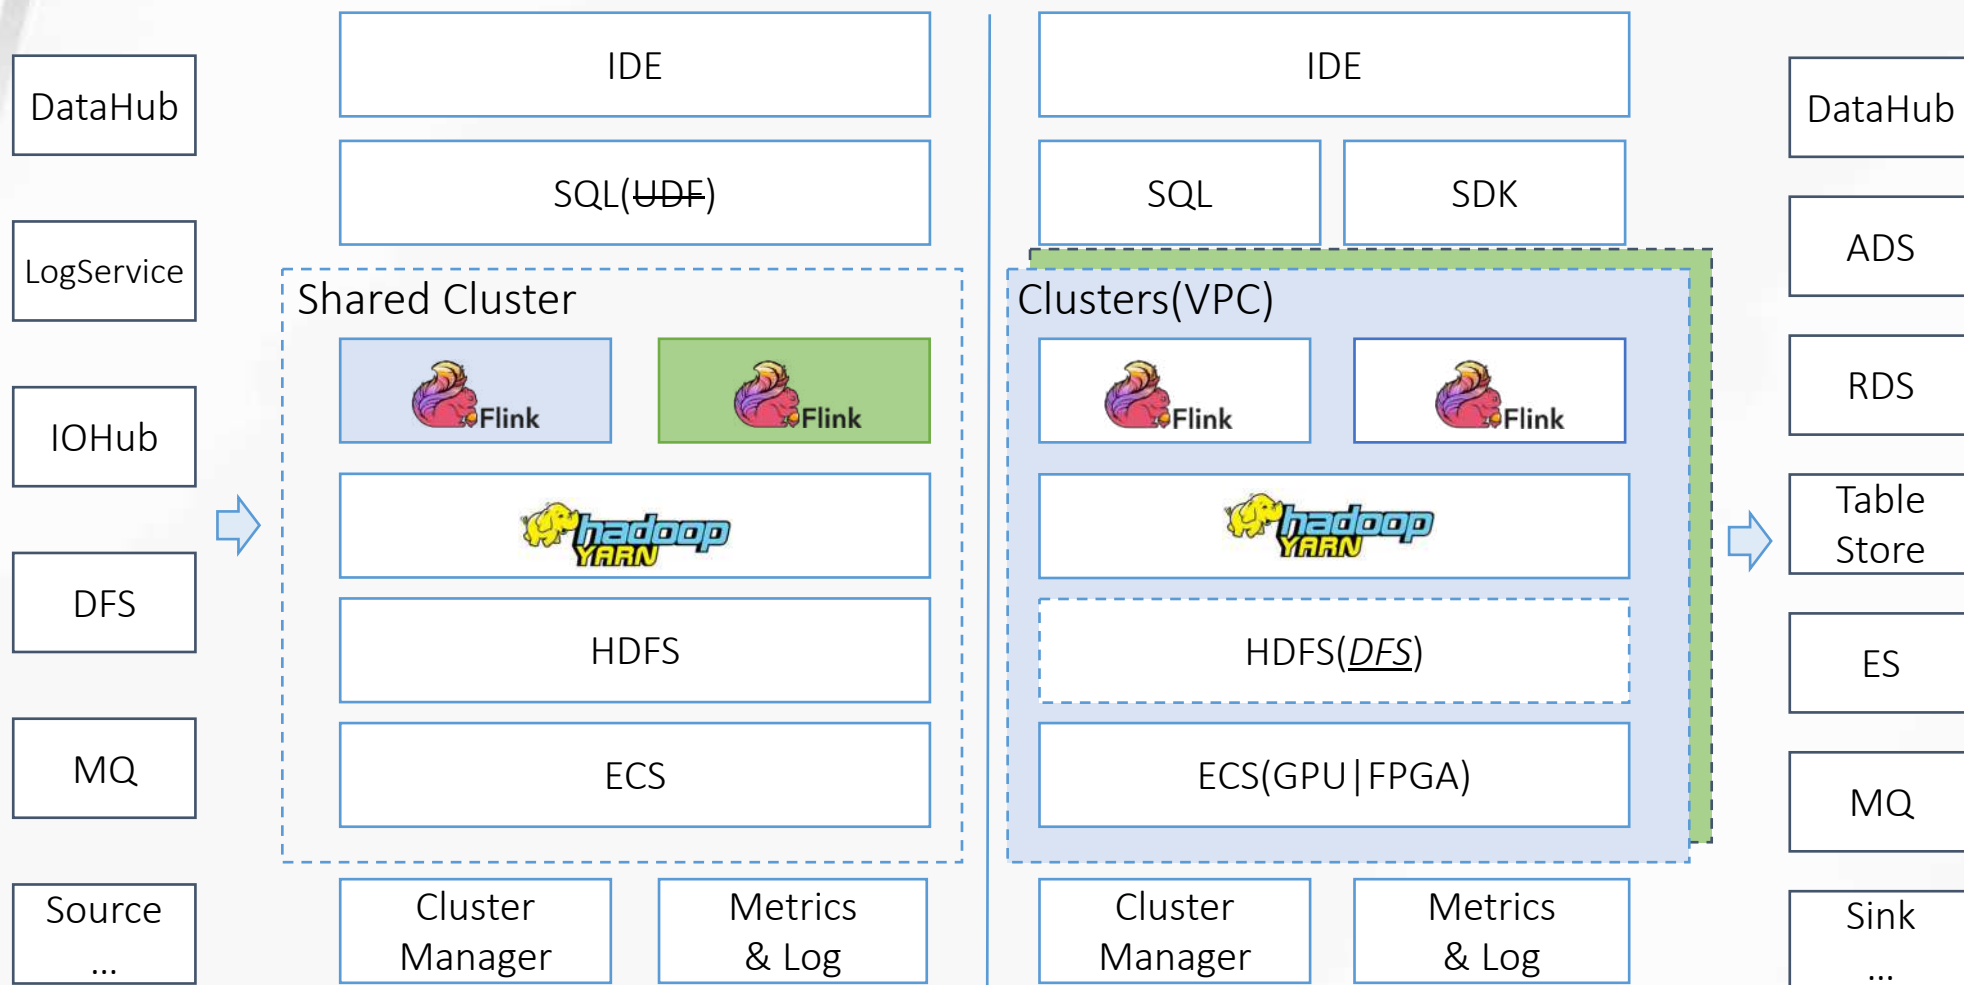 DataHub
LogService
IOHub
DFS
MQ
Source
...
IDE
SQL(UDF)
Shared Cluster
Flink
Flink
hadoop
YARN
HDFS
ECS
Cluster
Manager
Metrics
& Log
IDE
SQL
SDK
Clusters(VPC)
Flink
Flink
hadoop
YARN
HDFS(DFS)
ECS(GPU|FPGA)
Cluster
Manager
Metrics
& Log
DataHub
ADS
RDS
Table
Store
ES
MQ
Sink
...